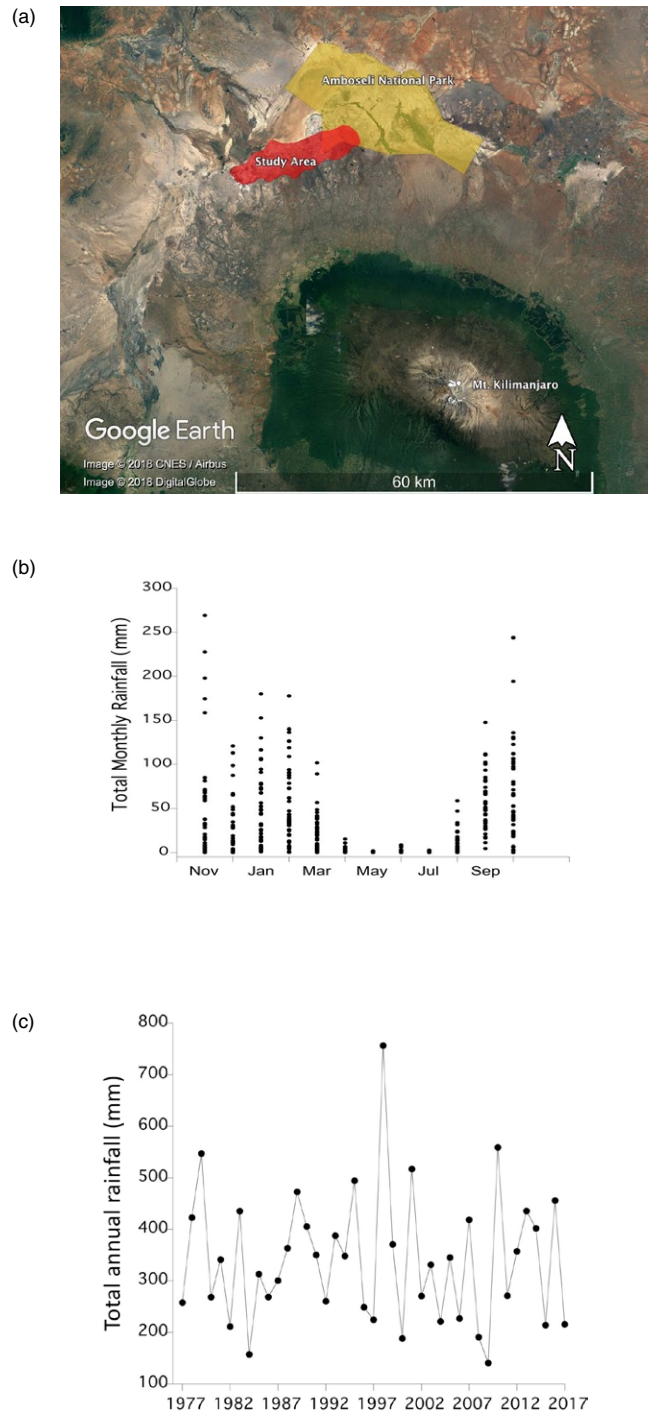 (a)
Amboseli National Park
Study Area
Mt. Kilimanjaro
Google Earth
Image © 2018 CNES / Airbus
Image © 2018 DigitalGlobe
N
60 km
(b)
Total Monthly Rainfall (mm)
300
250
200
150
100
50
0
Nov Jan Mar May Jul Sep
(c)
Total annual rainfall (mm)
800
700
600
500
400
300
200
100
1977 1982 1987 1992 1997 2002 2007 2012 2017